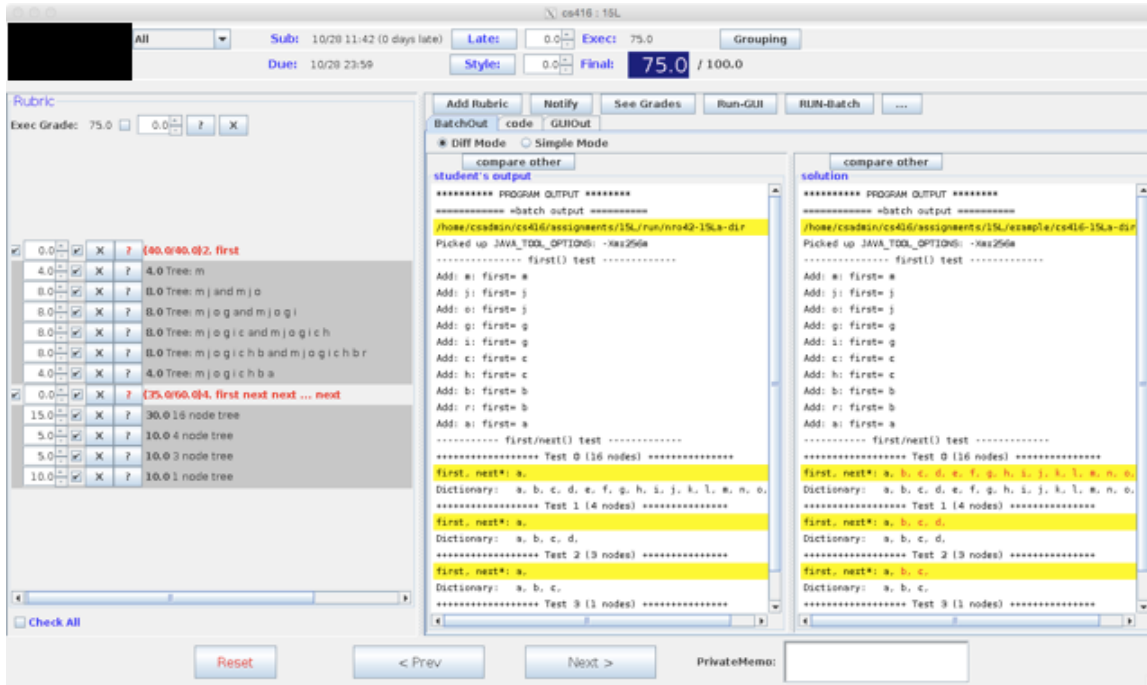 cs416 : 15L
All Sub: 10/28 11:42 (0 days late) Late: 0.0 Exec: 75.0 Grouping
Due: 10/28 23:59 Style: 0.0 Final: 75.0 / 100.0
Rubric
Exec Grade: 75.0 0.0 ? X
0.0 X ? (40.0/40.0)2. first
4.0 X ? 4.0 Tree: m
8.0 X ? 8.0 Tree: m j and m j o
8.0 X ? 8.0 Tree: m j o g and m j o g i
8.0 X ? 8.0 Tree: m j o g i c and m j o g i c h
8.0 X ? 8.0 Tree: m j o g i c h b and m j o g i c h b r
4.0 X ? 4.0 Tree: m j o g i c h b a
0.0 X ? (35.0/60.0)4. first next next ... next
15.0 X ? 30.0 16 node tree
5.0 X ? 10.0 4 node tree
5.0 X ? 10.0 3 node tree
10.0 X ? 10.0 1 node tree
Check All
Add Rubric Notify See Grades Run-GUI RUN-Batch ...
BatchOut code GUIOut
Diff Mode Simple Mode
compare other
student's output
********** PROGRAM OUTPUT ********
============ =batch output ==========
/home/csadmin/cs416/assignments/15L/run/nro42-15La-dir
Picked up JAVA_TOOL_OPTIONS: -Xmx256m
-------------- first() test -------------
Add: m: first= m
Add: j: first= j
Add: o: first= j
Add: g: first= g
Add: i: first= g
Add: c: first= c
Add: h: first= c
Add: b: first= b
Add: r: first= b
Add: a: first= a
----------- first/next() test -------------
++++++++++++++++++ Test 0 (16 nodes) +++++++++++++++
first, next*: a,
Dictionary: a, b, c, d, e, f, g, h, i, j, k, l, m, n, o,
++++++++++++++++++ Test 1 (4 nodes) +++++++++++++++
first, next*: a,
Dictionary: a, b, c, d,
++++++++++++++++++ Test 2 (3 nodes) +++++++++++++++
first, next*: a,
Dictionary: a, b, c,
++++++++++++++++++ Test 3 (1 nodes) +++++++++++++++
compare other
solution
********** PROGRAM OUTPUT ********
============ =batch output ==========
/home/csadmin/cs416/assignments/15L/example/cs416-15La-dir
Picked up JAVA_TOOL_OPTIONS: -Xmx256m
-------------- first() test -------------
Add: m: first= m
Add: j: first= j
Add: o: first= j
Add: g: first= g
Add: i: first= g
Add: c: first= c
Add: h: first= c
Add: b: first= b
Add: r: first= b
Add: a: first= a
----------- first/next() test -------------
++++++++++++++++++ Test 0 (16 nodes) +++++++++++++++
first, next*: a, b, c, d, e, f, g, h, i, j, k, l, m, n, o,
Dictionary: a, b, c, d, e, f, g, h, i, j, k, l, m, n, o,
++++++++++++++++++ Test 1 (4 nodes) +++++++++++++++
first, next*: a, b, c, d,
Dictionary: a, b, c, d,
++++++++++++++++++ Test 2 (3 nodes) +++++++++++++++
first, next*: a, b, c,
Dictionary: a, b, c,
++++++++++++++++++ Test 3 (1 nodes) +++++++++++++++
Reset < Prev Next > PrivateMemo: